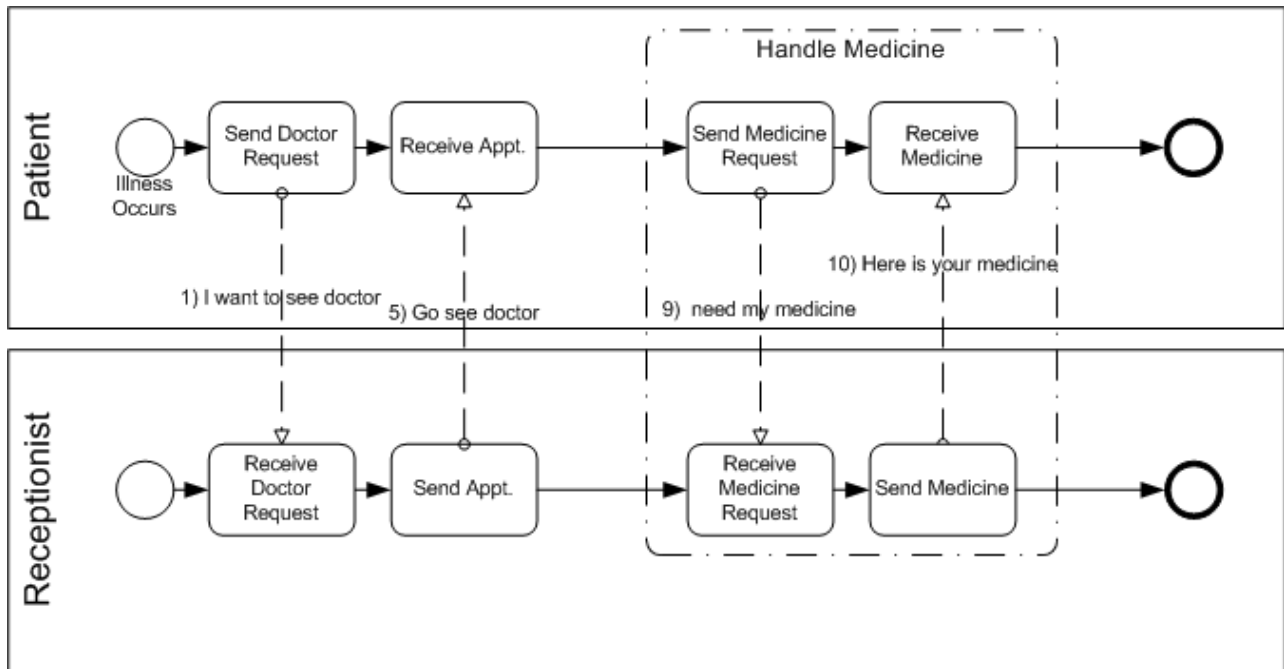 Patient
Handle Medicine
Send Doctor
Request
Receive Appt.
Send Medicine
Request
Receive
Medicine
Illness
Occurs
1) I want to see doctor
5) Go see doctor
9)  need my medicine
10) Here is your medicine
Receptionist
Receive
Doctor
Request
Send Appt.
Receive
Medicine
Request
Send Medicine